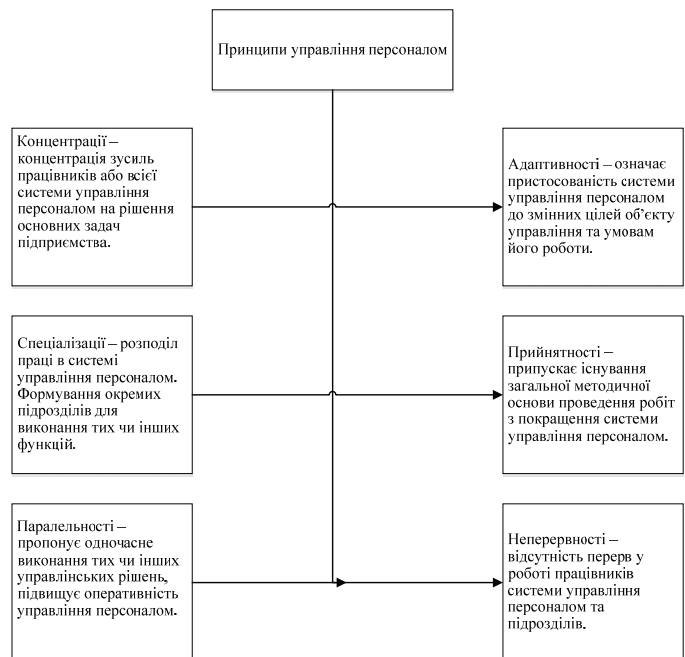 Принципи управління персоналом
Концентрації –
концентрація зусиль
працівників або всієї
системи управління
персоналом на рішення
основних задач
підприємства.
Адаптивності – означає
пристосованість системи
управління персоналом
до змінних цілей об’єкту
управління та умовам
його роботи.
Спеціалізації – розподіл
праці в системі
управління персоналом.
Формування окремих
підрозділів для
виконання тих чи інших
функцій.
Прийнятності –
припускає існування
загальної методичної
основи проведення робіт
з покращення системи
управління персоналом.
Паралельності –
пропонує одночасне
виконання тих чи інших
управлінських рішень,
підвищує оперативність
управління персоналом.
Неперервності –
відсутність перерв у
роботі працівників
системи управління
персоналом та
підрозділів.